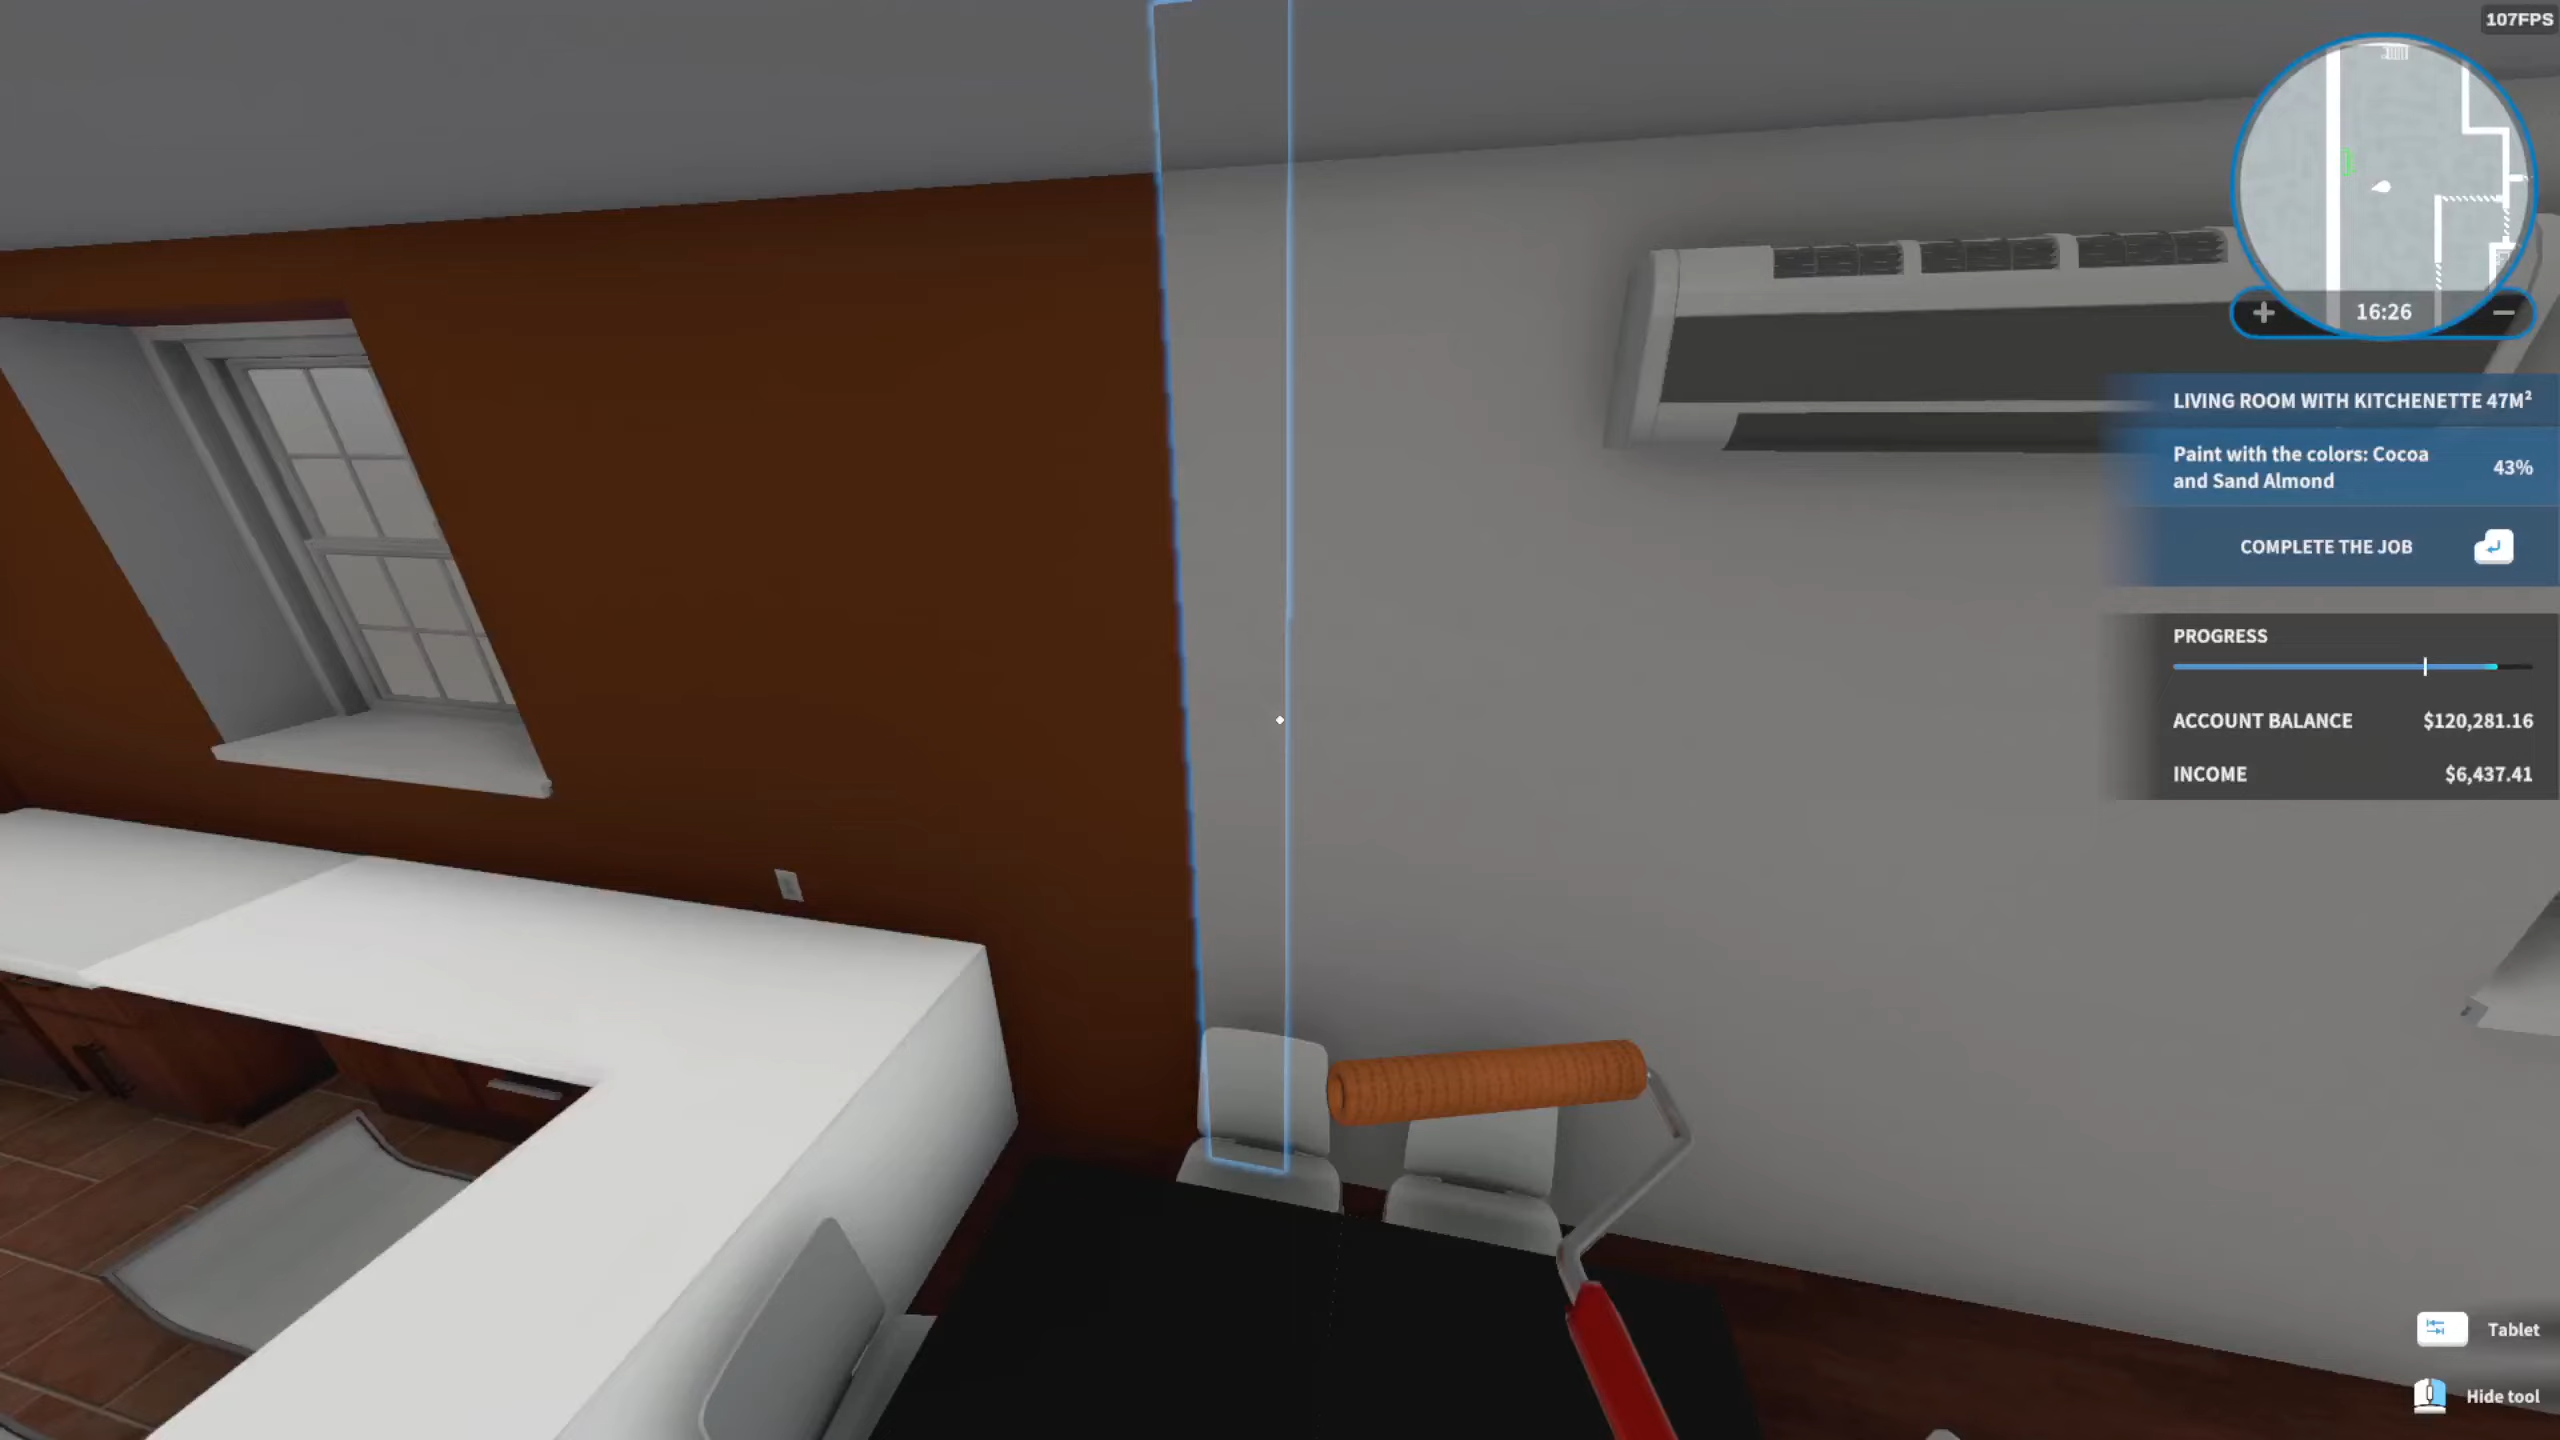 107FPS
16:26
LIVING ROOM WITH KITCHENETTE 47M²
Paint with the colors: Cocoa
and Sand Almond
43%
COMPLETE THE JOB
PROGRESS
ACCOUNT BALANCE $120,281.16
INCOME $6,437.41
Tablet
Hide tool